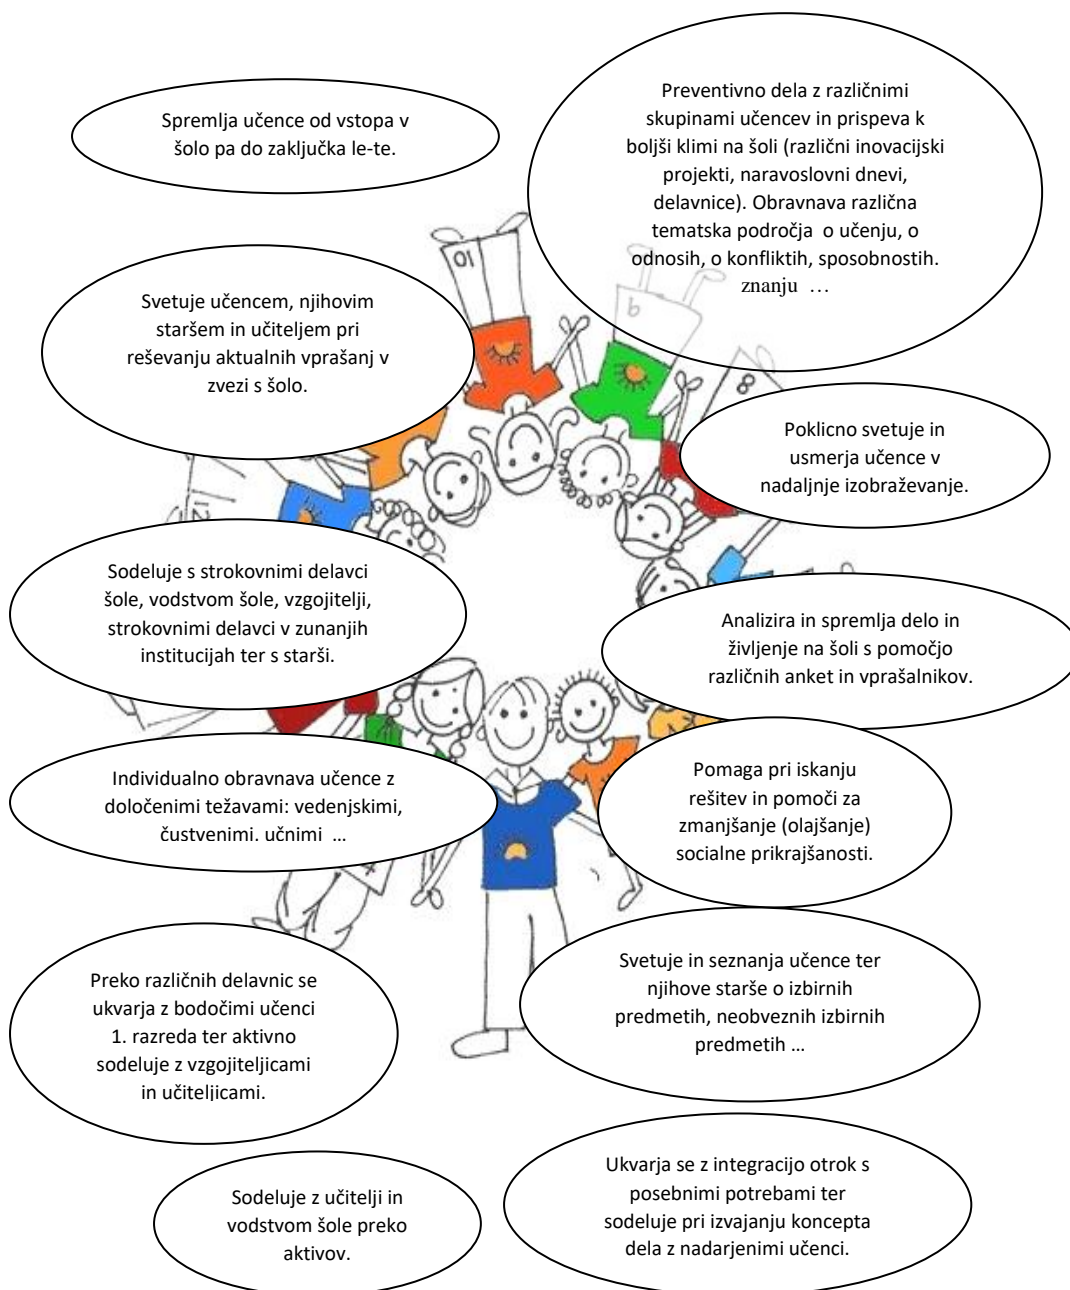 Spremlja učence od vstopa v
šolo pa do zaključka le-te.
Preventivno dela z različnimi
skupinami učencev in prispeva k
boljši klimi na šoli (različni inovacijski
projekti, naravoslovni dnevi,
delavnice). Obravnava različna
tematska področja o učenju, o
odnosih, o konfliktih, sposobnostih.
znanju …
Svetuje učencem, njihovim
staršem in učiteljem pri
reševanju aktualnih vprašanj v
zvezi s šolo.
10
9
8
Poklicno svetuje in
usmerja učence v
nadaljnje izobraževanje.
12
Sodeluje s strokovnimi delavci
šole, vodstvom šole, vzgojitelji,
strokovnimi delavci v zunanjih
institucijah ter s starši.
Analizira in spremlja delo in
življenje na šoli s pomočjo
različnih anket in vprašalnikov.
Individualno obravnava učence z
določenimi težavami: vedenjskimi,
čustvenimi. učnimi …
Pomaga pri iskanju
rešitev in pomoči za
zmanjšanje (olajšanje)
socialne prikrajšanosti.
Preko različnih delavnic se
ukvarja z bodočimi učenci
1. razreda ter aktivno
sodeluje z vzgojiteljicami
in učiteljicami.
Svetuje in seznanja učence ter
njihove starše o izbirnih
predmetih, neobveznih izbirnih
predmetih …
Sodeluje z učitelji in
vodstvom šole preko
aktivov.
Ukvarja se z integracijo otrok s
posebnimi potrebami ter
sodeluje pri izvajanju koncepta
dela z nadarjenimi učenci.